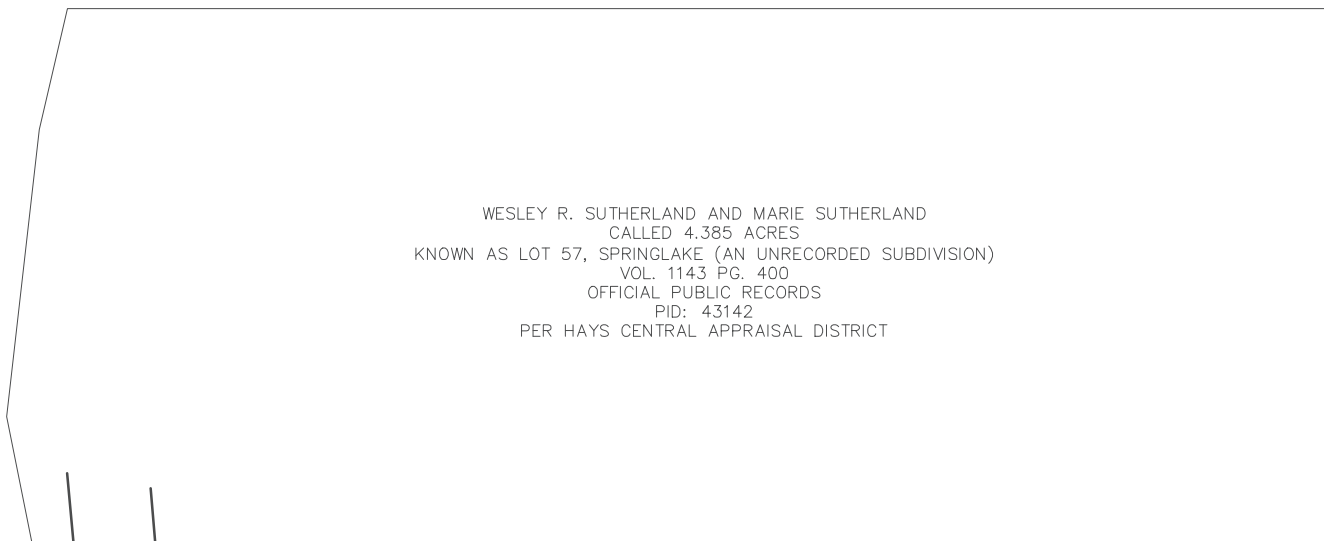 WESLEY R. SUTHERLAND AND MARIE SUTHERLAND
CALLED 4.385 ACRES
KNOWN AS LOT 57, SPRINGLAKE (AN UNRECORDED SUBDIVISION)
VOL. 1143 PG. 400
OFFICIAL PUBLIC RECORDS
PID: 43142
PER HAYS CENTRAL APPRAISAL DISTRICT